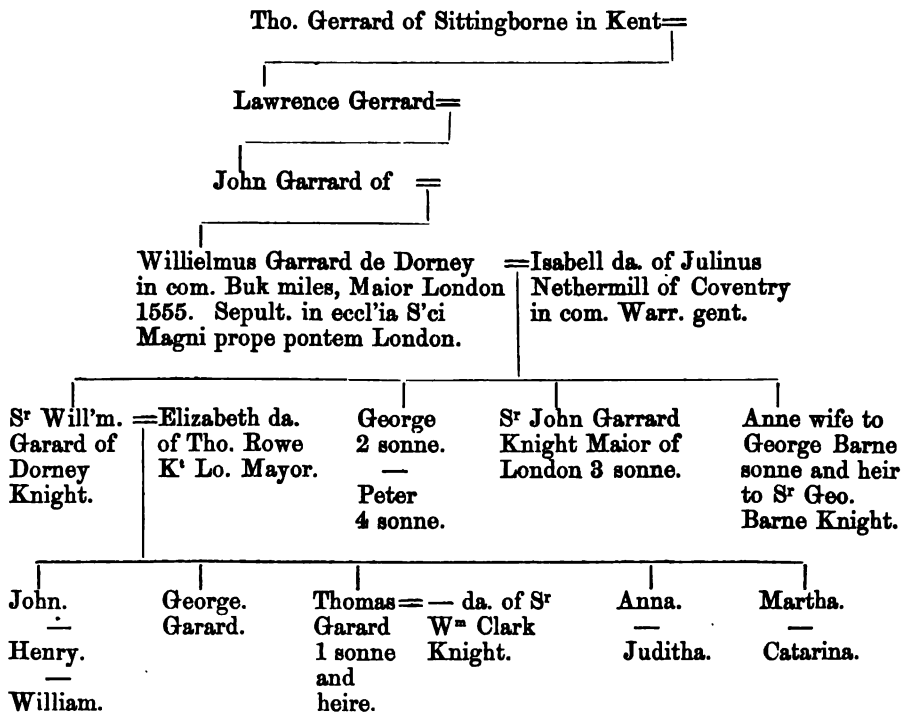 Tho. Gerrard of Sittingborne in Kent=
Lawrence Gerrard=
John Garrard of =
Willielmus Garrard de Dorney
in com. Buk miles, Maior London
1555. Sepult. in eccl'ia S'ci
Magni prope pontem London.
=Isabell da. of Julinus
Nethermill of Coventry
in com. Warr. gent.
Sʳ Will'm.
Garard of
Dorney
Knight.
=Elizabeth da.
of Tho. Rowe
Kᵗ Lo. Mayor.
George
2 sonne.
—
Peter
4 sonne.
Sʳ John Garrard
Knight Maior of
London 3 sonne.
Anne wife to
George Barne
sonne and heir
to Sʳ Geo.
Barne Knight.
John.
—
Henry.
—
William.
George.
Garard.
Thomas=
Garard
1 sonne
and
heire.
— da. of Sʳ
Wᵐ Clark
Knight.
Anna.
—
Juditha.
Martha.
—
Catarina.